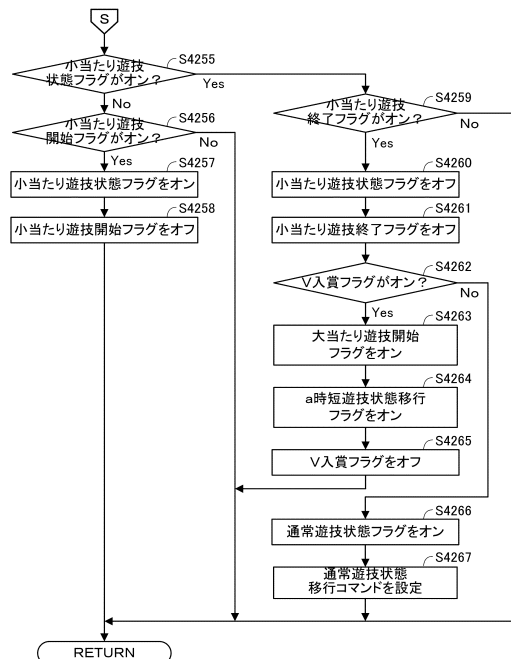 S
小当たり遊技
状態フラグがオン？
S4255
Yes
No
小当たり遊技
開始フラグがオン？
S4256
No
Yes
S4257
小当たり遊技状態フラグをオン
S4258
小当たり遊技開始フラグをオフ
小当たり遊技
終了フラグがオン？
S4259
No
Yes
S4260
小当たり遊技状態フラグをオフ
S4261
小当たり遊技終了フラグをオフ
S4262
V入賞フラグがオン？
No
Yes
S4263
大当たり遊技開始
フラグをオン
S4264
a時短遊技状態移行
フラグをオン
S4265
V入賞フラグをオフ
S4266
通常遊技状態フラグをオン
S4267
通常遊技状態
移行コマンドを設定
RETURN